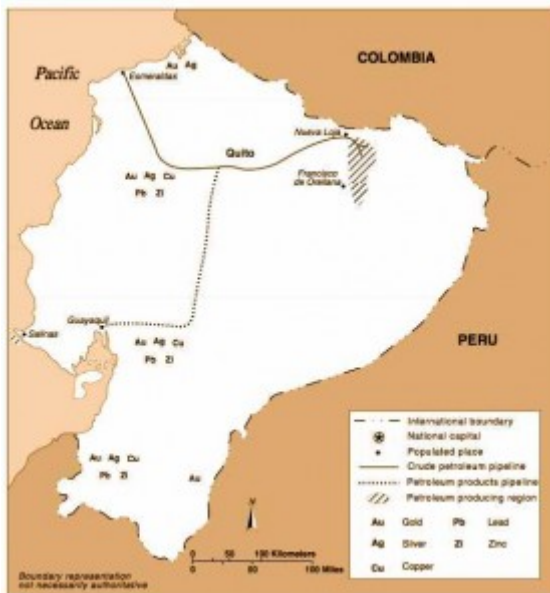 COLOMBIA
Pacific
Ocean
Esmeraldas
Au Ag
Nueva Loja
Quito
Francisco
de Orellana
Au Ag Cu
Pb Zi
Guayaquil
Salinas
Au Ag Cu
Pb Zi
PERU
Au Ag Cu
Pb Zi
Au
N
0 50 100 Kilometers
0 100 Miles
International boundary
National capital
Populated place
Crude petroleum pipeline
Petroleum products pipeline
Petroleum producing region
Au Gold Pb Lead
Ag Silver Zi Zinc
Cu Copper
Boundary representation
not necessarily authoritative